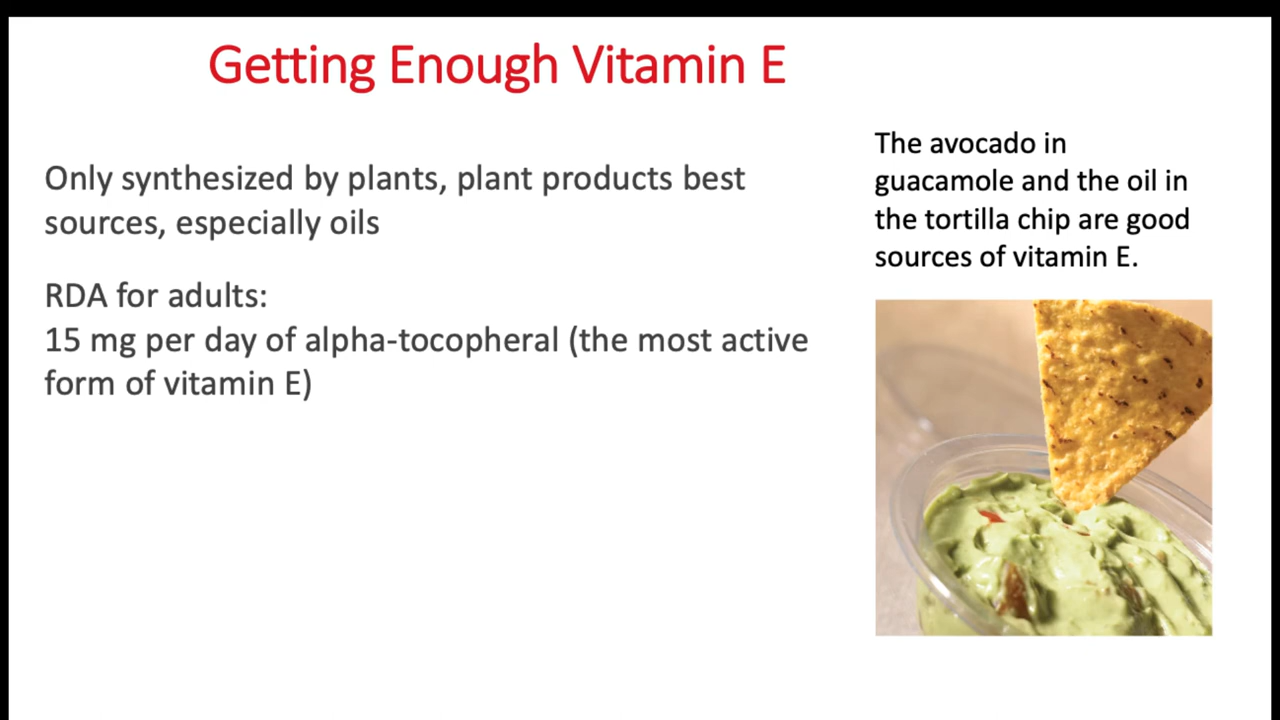 Getting Enough Vitamin E
Only synthesized by plants, plant products best
sources, especially oils
RDA for adults:
15 mg per day of alpha-tocopheral (the most active
form of vitamin E)
The avocado in
guacamole and the oil in
the tortilla chip are good
sources of vitamin E.